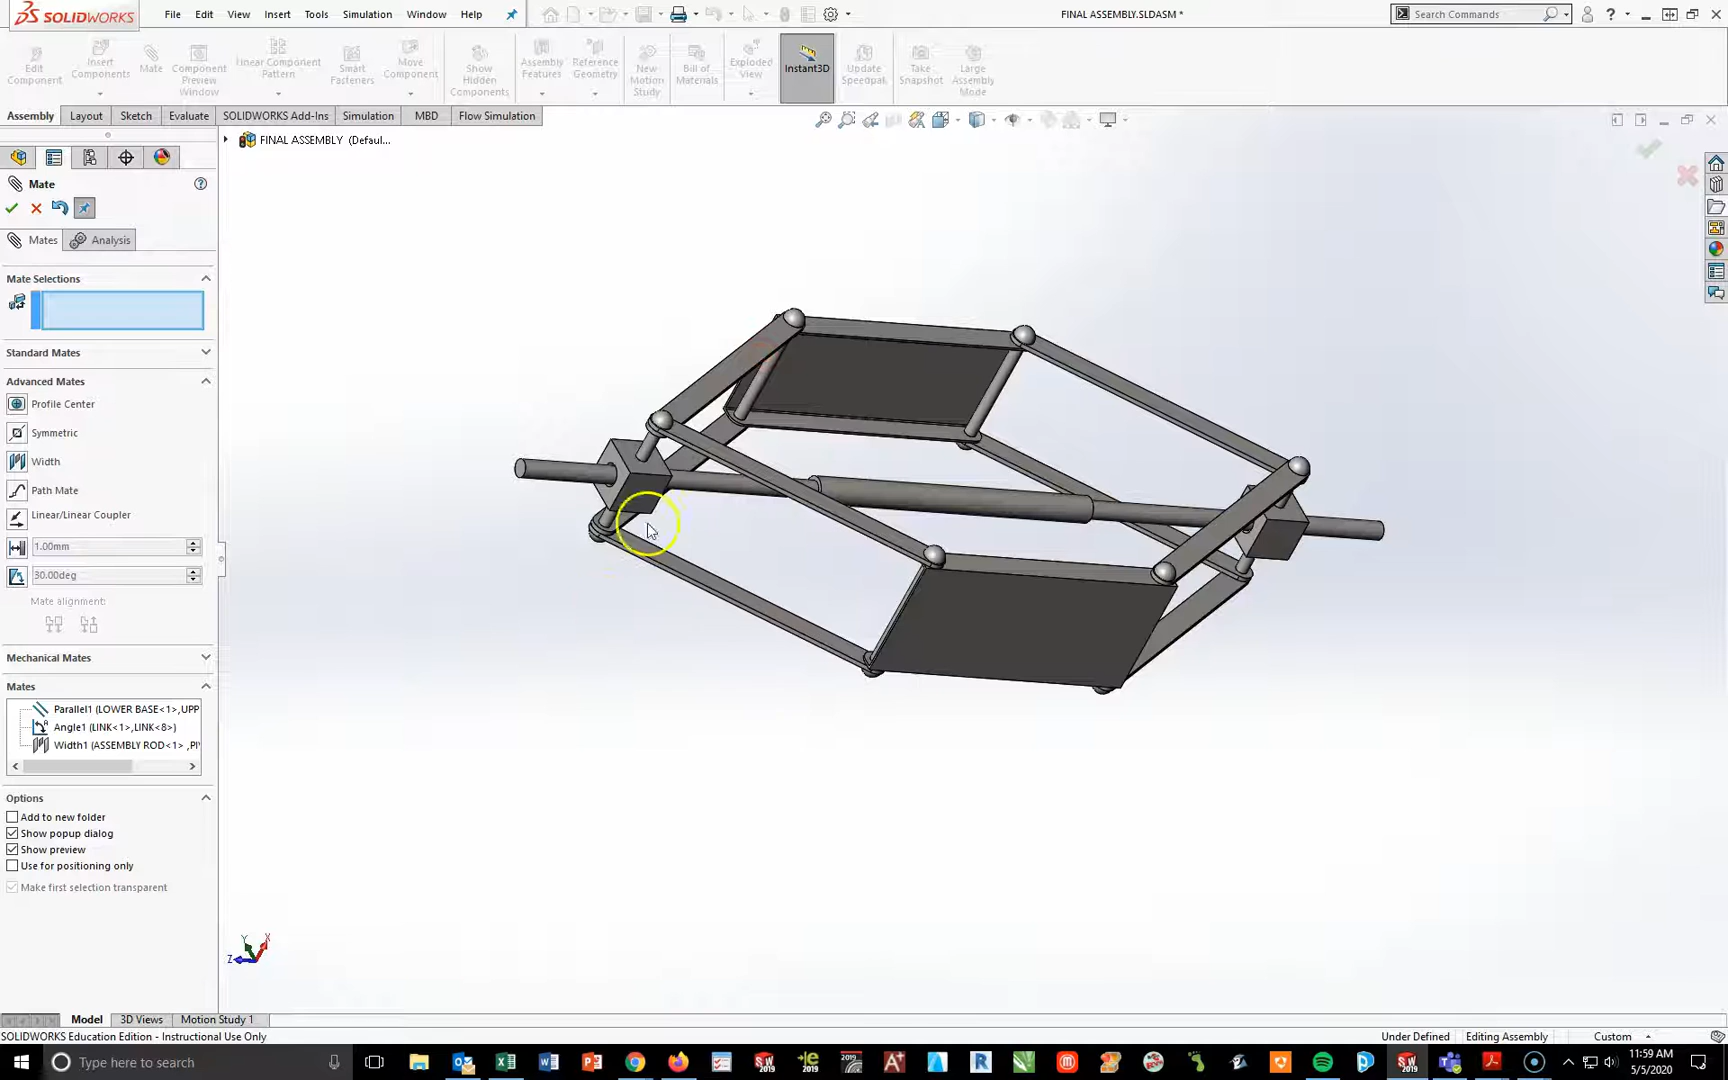 SOLIDWORKS
File Edit View Insert Tools Simulation Window Help
FINAL ASSEMBLY.SLDASM *
Search Commands
Edit Component
Insert Components
Mate
Component Preview Window
Linear Component Pattern
Smart Fasteners
Move Component
Show Hidden Components
Assembly Features
Reference Geometry
New Motion Study
Bill of Materials
Exploded View
Instant3D
Update Speedpak
Take Snapshot
Large Assembly Mode
Assembly Layout Sketch Evaluate SOLIDWORKS Add-Ins Simulation MBD Flow Simulation
FINAL ASSEMBLY (Defaul...
Mate
Mates Analysis
Mate Selections
Standard Mates
Advanced Mates
Profile Center
Symmetric
Width
Path Mate
Linear/Linear Coupler
1.00mm
30.00deg
Mate alignment:
Mechanical Mates
Mates
Parallel1 (LOWER BASE<1>,UPP
Angle1 (LINK<1>,LINK<8>)
Width1 (ASSEMBLY ROD<1> ,PI
Options
Add to new folder
Show popup dialog
Show preview
Use for positioning only
Make first selection transparent
Y X
Z
Model 3D Views Motion Study 1
SOLIDWORKS Education Edition - Instructional Use Only
Under Defined Editing Assembly Custom
Type here to search
11:59 AM
5/5/2020